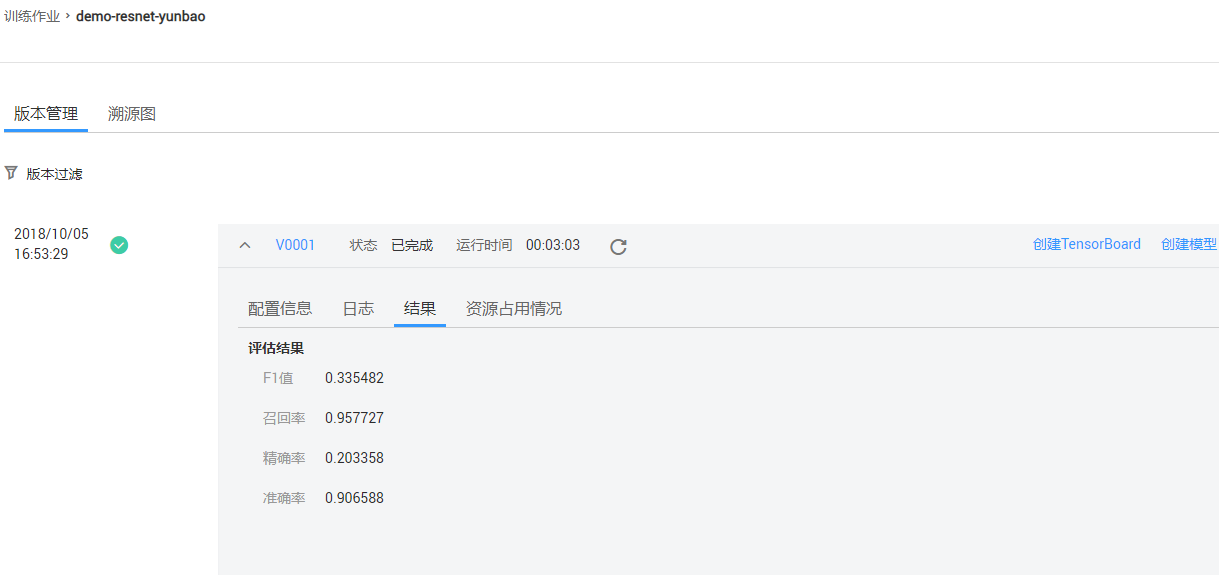 训练作业 › demo-resnet-yunbao
版本管理 溯源图
版本过滤
2018/10/05
16:53:29
V0001 状态 已完成 运行时间 00:03:03 创建TensorBoard 创建模型
配置信息 日志 结果 资源占用情况
评估结果
F1值 0.335482
召回率 0.957727
精确率 0.203358
准确率 0.906588